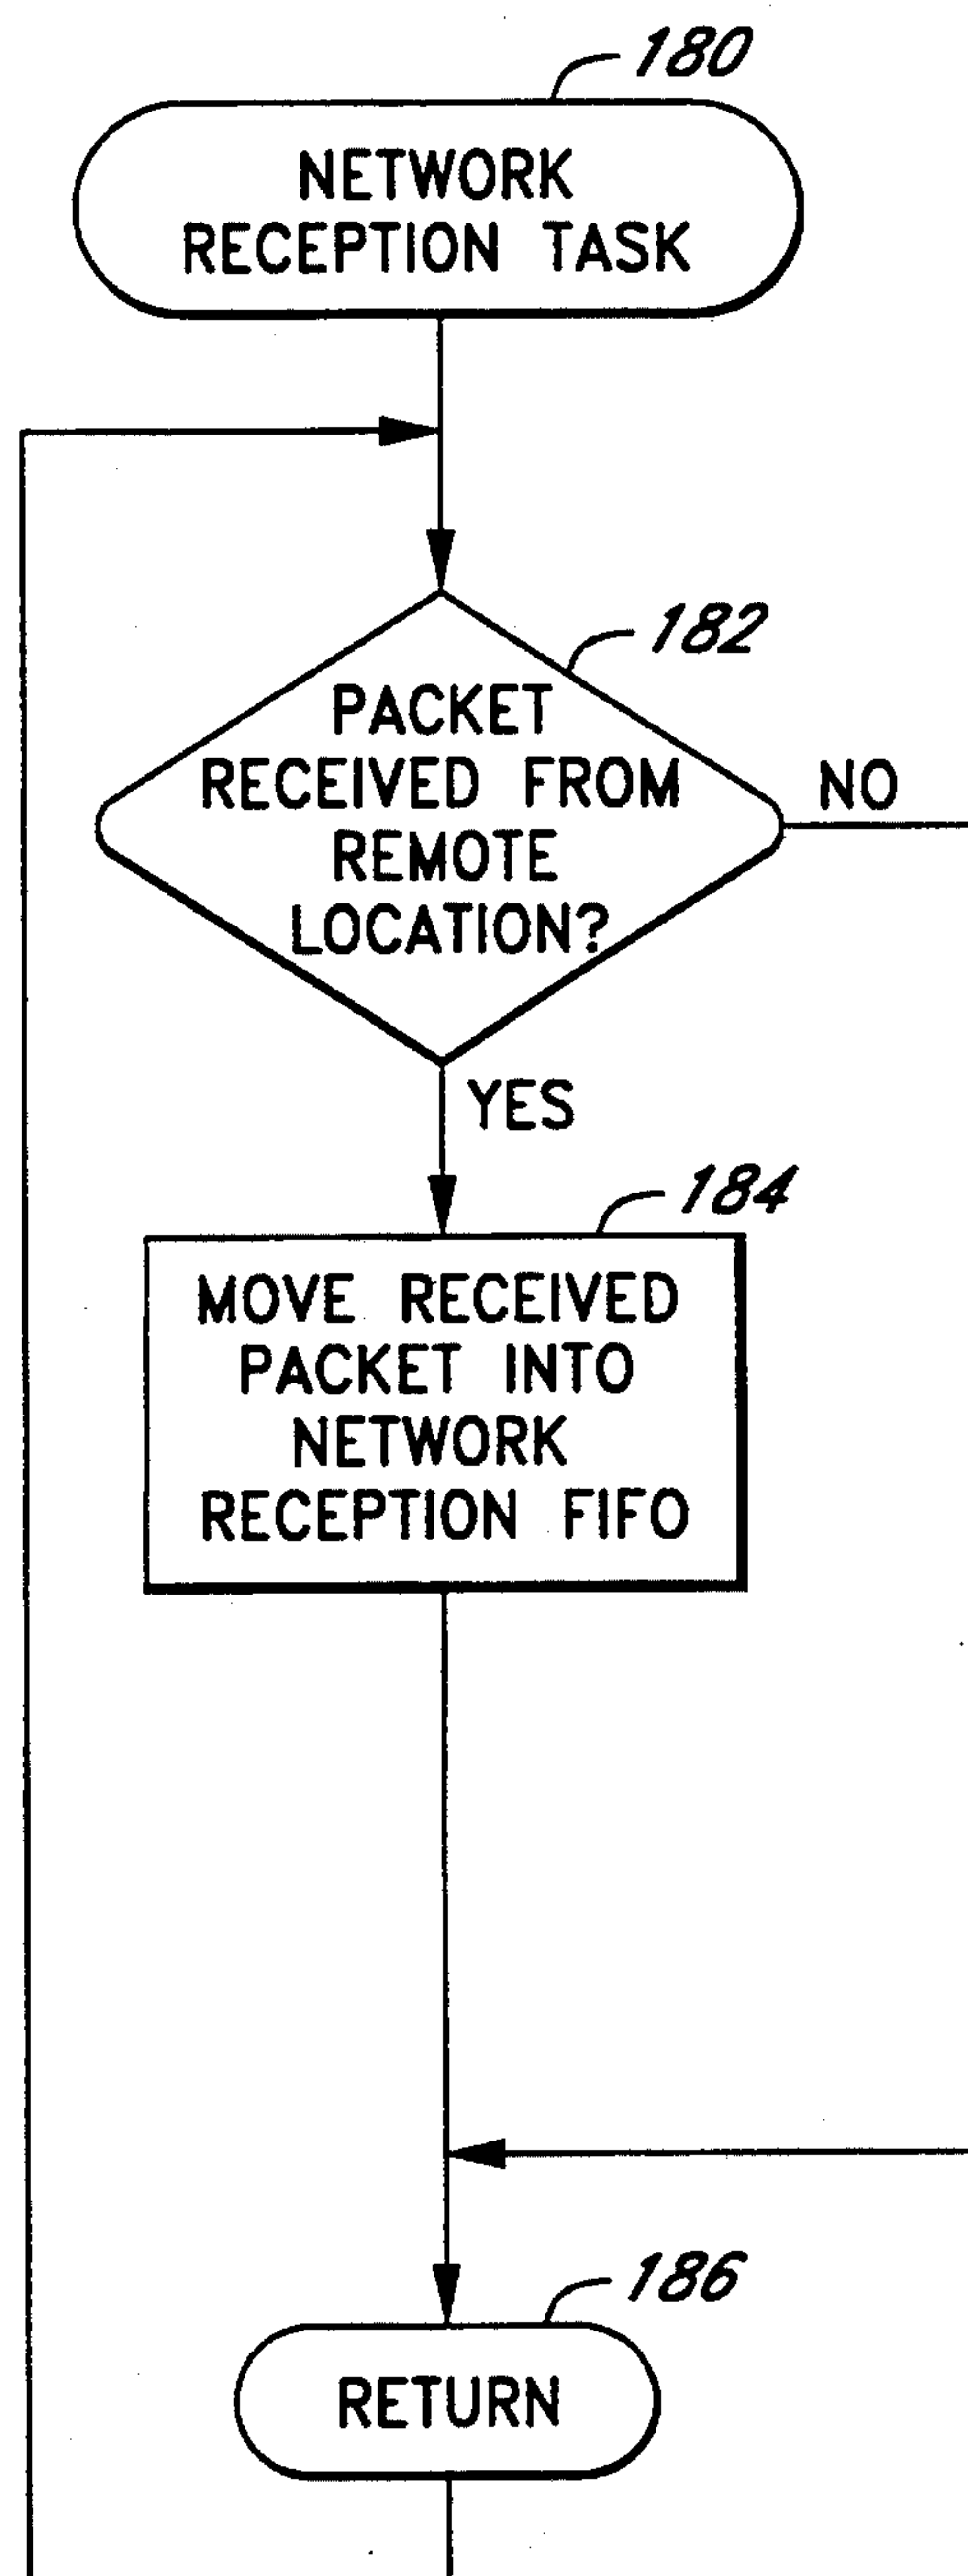 180
NETWORK
RECEPTION TASK
182
PACKET
RECEIVED FROM
REMOTE
LOCATION?
NO
YES
184
MOVE RECEIVED
PACKET INTO
NETWORK
RECEPTION FIFO
186
RETURN